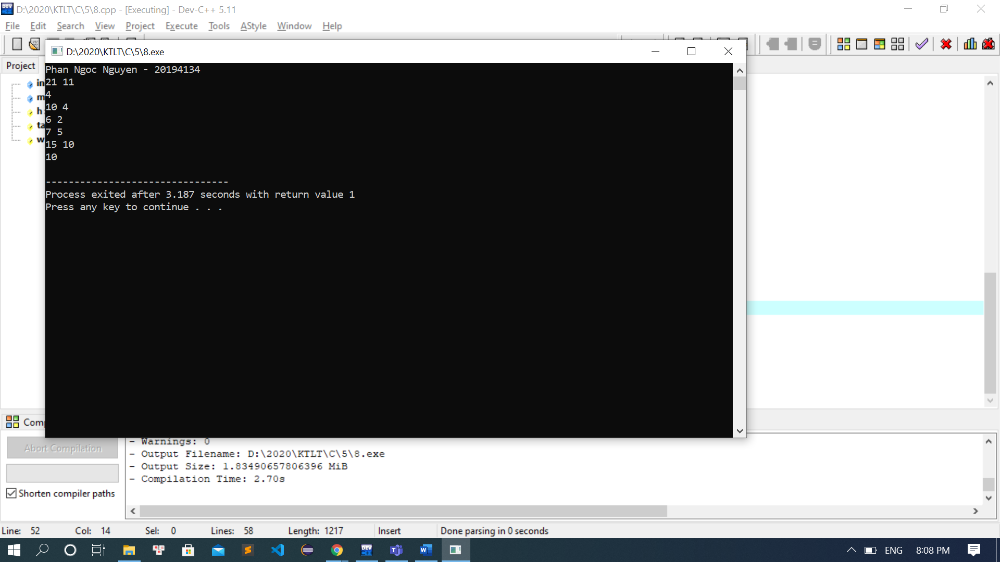 D:\2020\KTLT\C\5\8.cpp - [Executing] - Dev-C++ 5.11
File Edit Search View Project Execute Tools AStyle Window Help
D:\2020\KTLT\C\5\8.exe
Project
Phan Ngoc Nguyen - 20194134
21 11
4
10 4
6 2
7 5
15 10
10
--------------------------------
Process exited after 3.187 seconds with return value 1
Press any key to continue . . .
Abort Compilation
Shorten compiler paths
- Warnings: 0
- Output Filename: D:\2020\KTLT\C\5\8.exe
- Output Size: 1.83490657806396 MiB
- Compilation Time: 2.70s
Line: 52 Col: 14 Sel: 0 Lines: 58 Length: 1217 Insert Done parsing in 0 seconds
ENG 8:08 PM